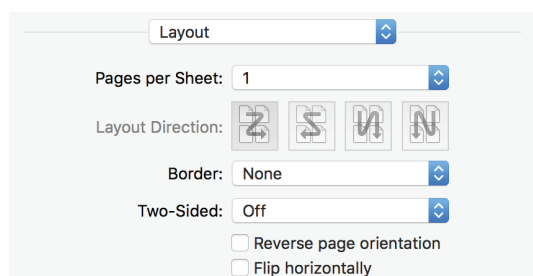 Layout
Pages per Sheet: 1
Layout Direction:
Border: None
Two-Sided: Off
Reverse page orientation
Flip horizontally